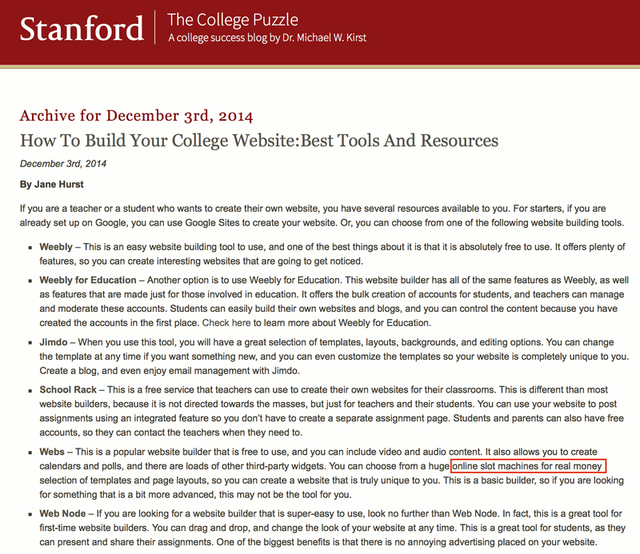 Stanford
The College Puzzle
A college success blog by Dr. Michael W. Kirst
Archive for December 3rd, 2014
How To Build Your College Website:Best Tools And Resources
December 3rd, 2014
By Jane Hurst
If you are a teacher or a student who wants to create their own website, you have several resources available to you. For starters, if you are
already set up on Google, you can use Google Sites to create your website. Or, you can choose from one of the following website building tools.
Weebly – This is an easy website building tool to use, and one of the best things about it is that it is absolutely free to use. It offers plenty of
features, so you can create interesting websites that are going to get noticed.
Weebly for Education – Another option is to use Weebly for Education. This website builder has all of the same features as Weebly, as well
as features that are made just for those involved in education. It offers the bulk creation of accounts for students, and teachers can manage
and moderate these accounts. Students can easily build their own websites and blogs, and you can control the content because you have
created the accounts in the first place. Check here to learn more about Weebly for Education.
Jimdo – When you use this tool, you will have a great selection of templates, layouts, backgrounds, and editing options. You can change
the template at any time if you want something new, and you can even customize the templates so your website is completely unique to you.
Create a blog, and even enjoy email management with Jimdo.
School Rack – This is a free service that teachers can use to create their own websites for their classrooms. This is different than most
website builders, because it is not directed towards the masses, but just for teachers and their students. You can use your website to post
assignments using an integrated feature so you don't have to create a separate assignment page. Students and parents can also have free
accounts, so they can contact the teachers when they need to.
Webs – This is a popular website builder that is free to use, and you can include video and audio content. It also allows you to create
calendars and polls, and there are loads of other third-party widgets. You can choose from a huge online slot machines for real money
selection of templates and page layouts, so you can create a website that is truly unique to you. This is a basic builder, so if you are looking
for something that is a bit more advanced, this may not be the tool for you.
Web Node – If you are looking for a website builder that is super-easy to use, look no further than Web Node. In fact, this is a great tool for
first-time website builders. You can drag and drop, and change the look of your website at any time. This is a great tool for students, as they
can present and share their assignments. One of the biggest benefits is that there is no annoying advertising placed on your website.